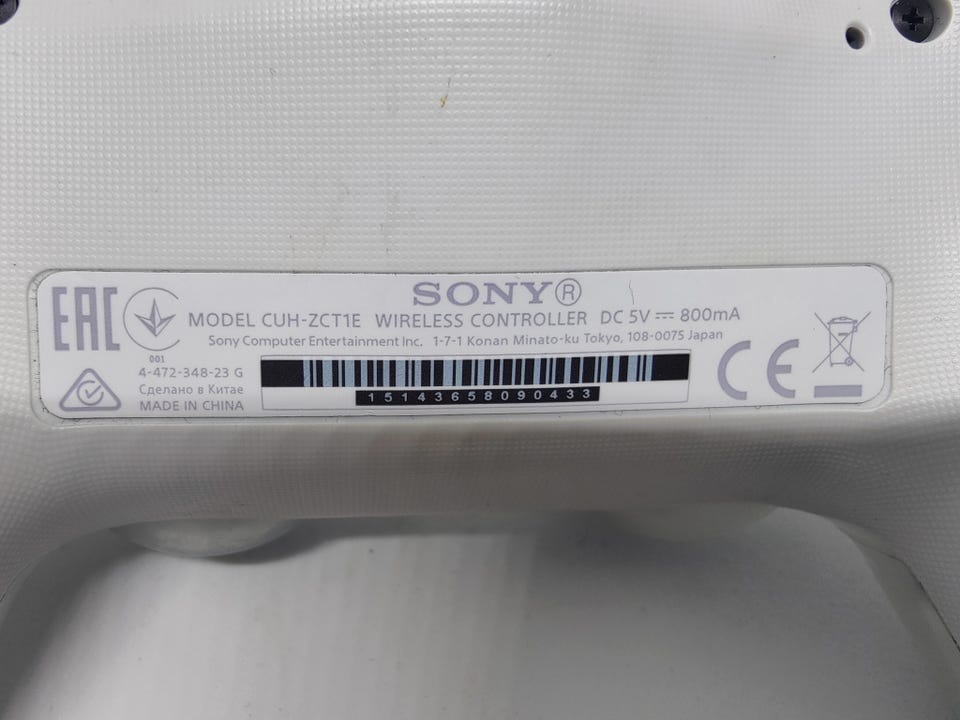 SONY®
EAC
MODEL CUH-ZCT1E WIRELESS CONTROLLER DC 5V ⎓ 800mA
Sony Computer Entertainment Inc. 1-7-1 Konan Minato-ku Tokyo, 108-0075 Japan
001
4-472-348-23 G
Сделано в Китае
MADE IN CHINA
15143658090433
CE